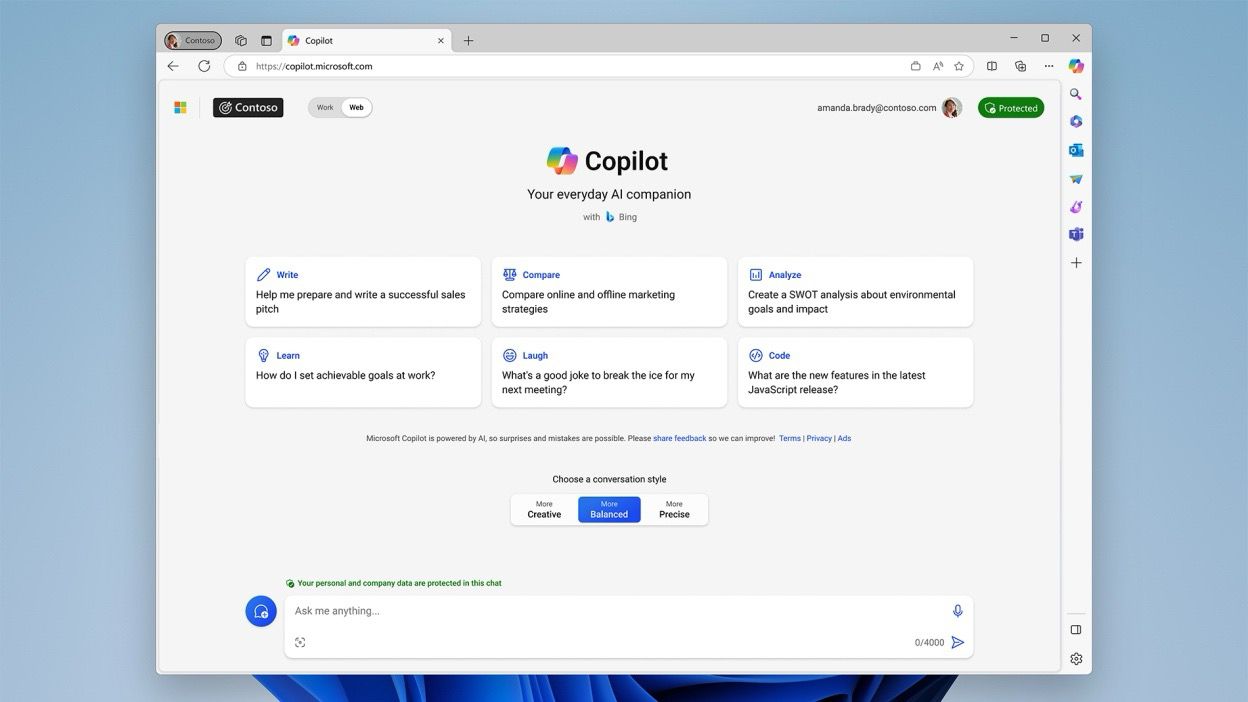 Contoso
Copilot
https://copilot.microsoft.com
Contoso
Work
Web
amanda.brady@contoso.com
Protected
Copilot
Your everyday AI companion
with Bing
Write
Help me prepare and write a successful sales
pitch
Compare
Compare online and offline marketing
strategies
Analyze
Create a SWOT analysis about environmental
goals and impact
Learn
How do I set achievable goals at work?
Laugh
What's a good joke to break the ice for my
next meeting?
Code
What are the new features in the latest
JavaScript release?
Microsoft Copilot is powered by AI, so surprises and mistakes are possible. Please share feedback so we can improve! Terms | Privacy | Ads
Choose a conversation style
More
Creative
More
Balanced
More
Precise
Your personal and company data are protected in this chat
Ask me anything...
0/4000